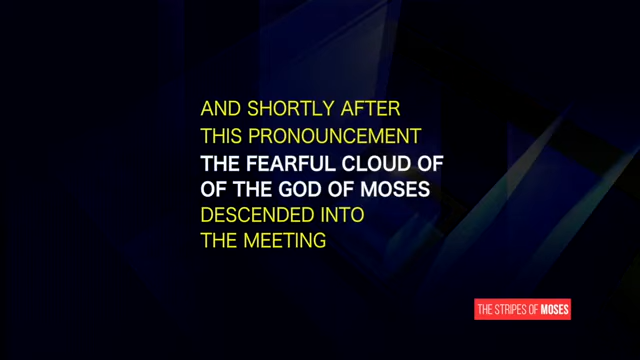 AND SHORTLY AFTER
THIS PRONOUNCEMENT
THE FEARFUL CLOUD OF
OF THE GOD OF MOSES
DESCENDED INTO
THE MEETING
THE STRIPES OF MOSES